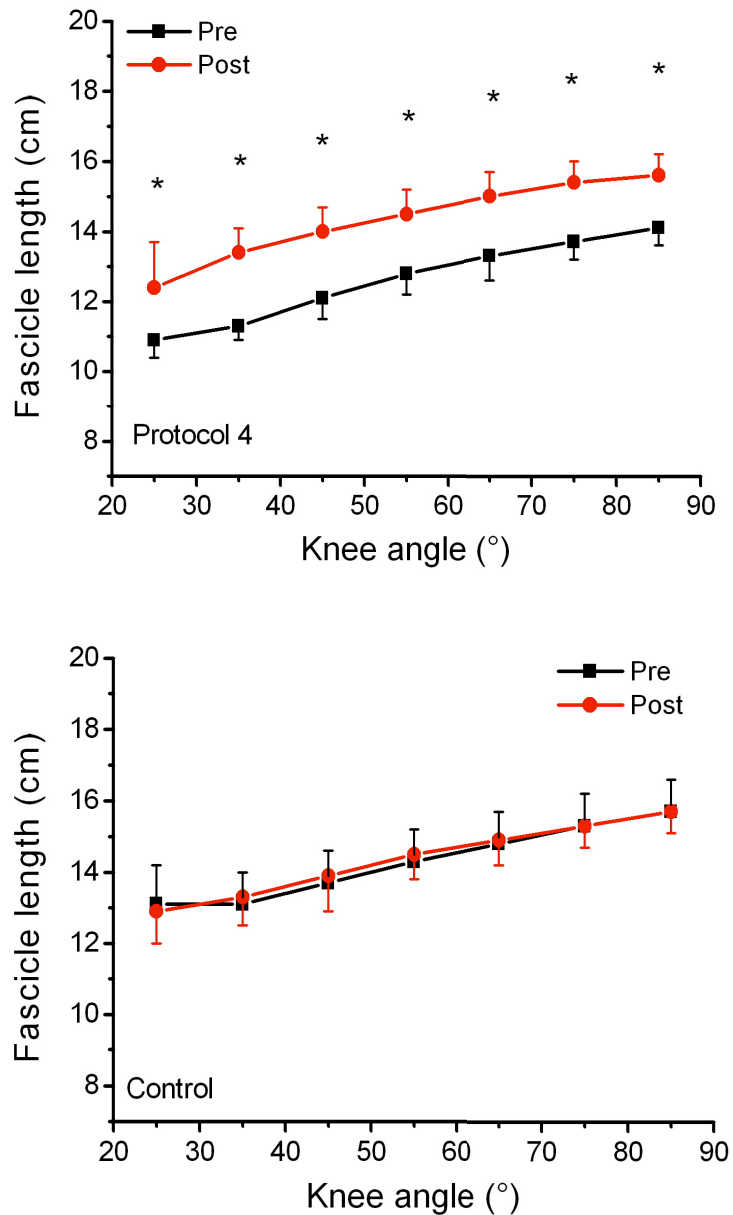 20
18
16
14
12
10
8
Fascicle length (cm)
Pre
Post
* * * * * * *
Protocol 4
20 30 40 50 60 70 80 90
Knee angle (°)
20
18
16
14
12
10
8
Fascicle length (cm)
Pre
Post
Control
20 30 40 50 60 70 80 90
Knee angle (°)